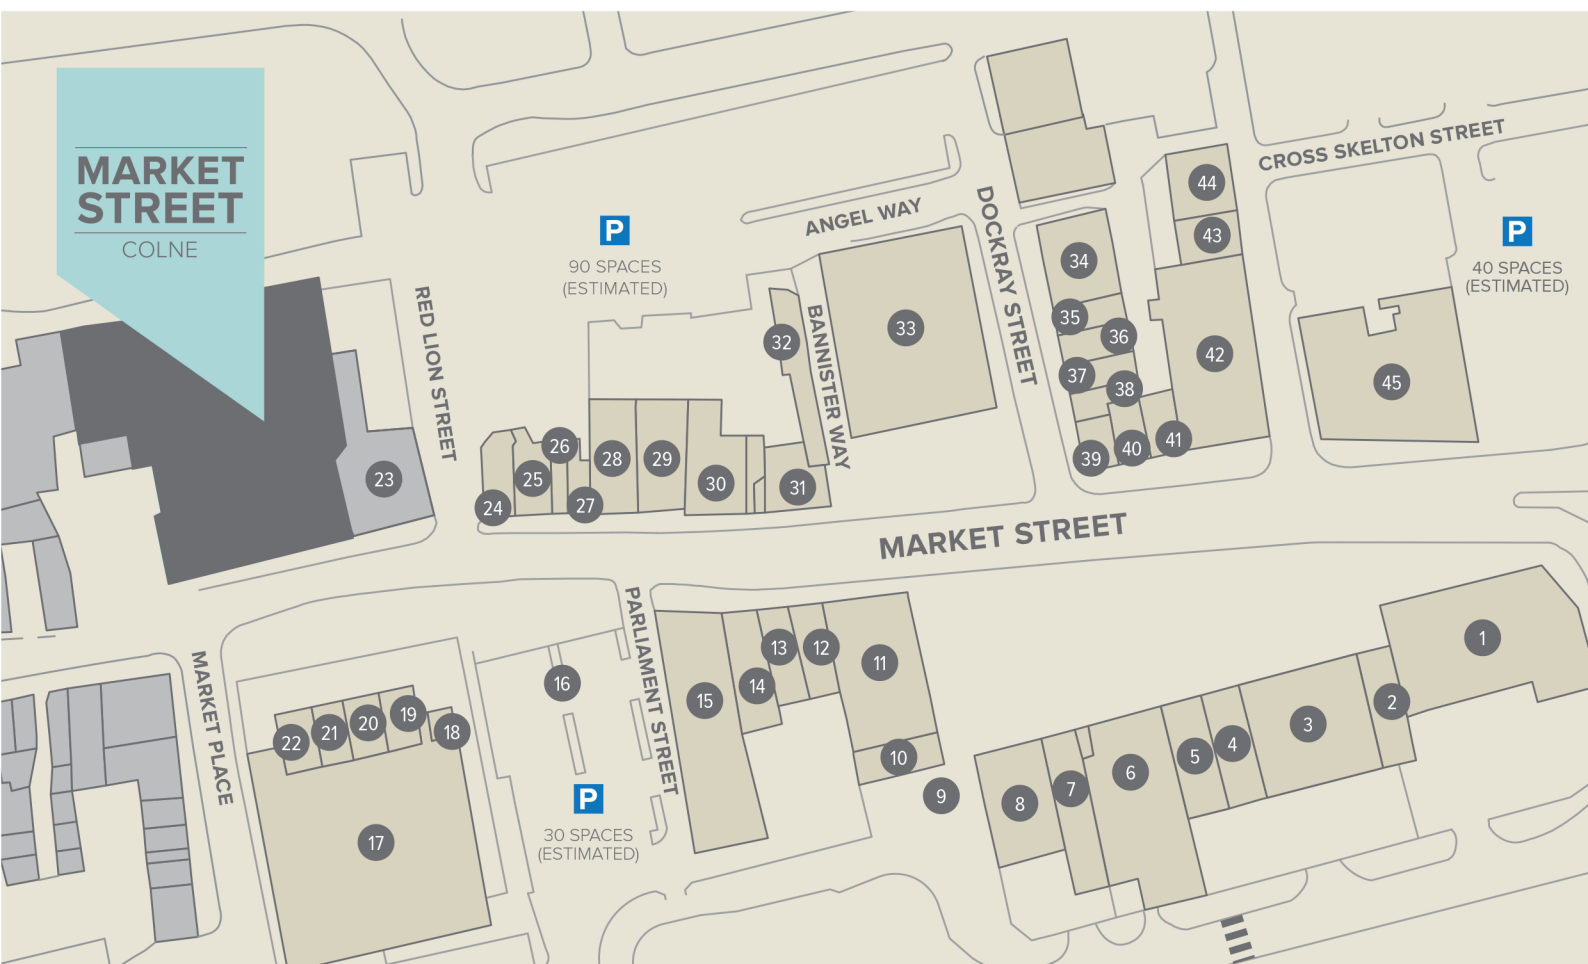 MARKET
STREET
COLNE
P
90 SPACES
(ESTIMATED)
ANGEL WAY
DOCKRAY STREET
CROSS SKELTON STREET
P
40 SPACES
(ESTIMATED)
RED LION STREET
BANNISTER WAY
44
43
34
35
36
37
38
39
40
41
42
45
33
32
23
24
25
26
27
28
29
30
31
MARKET STREET
MARKET PLACE
PARLIAMENT STREET
16
P
30 SPACES
(ESTIMATED)
22
21
20
19
18
17
15
14
13
12
11
10
9
8
7
6
5
4
3
2
1